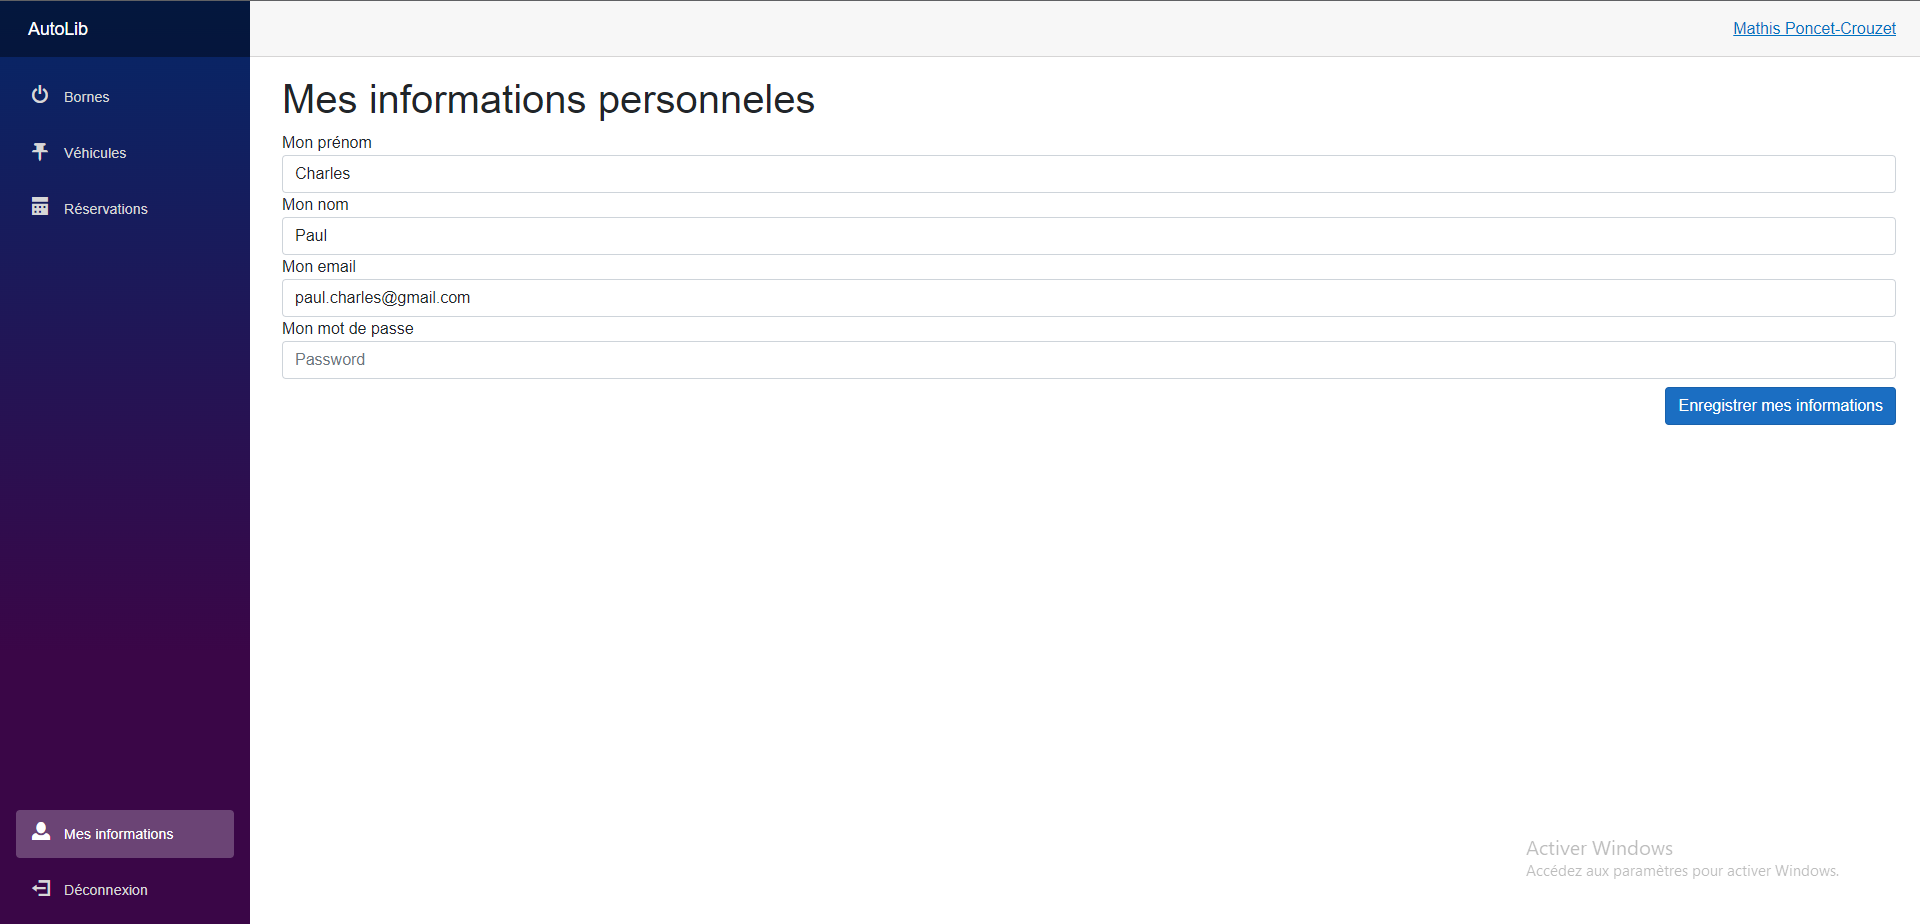 AutoLib
Mathis Poncet-Crouzet
Bornes
Véhicules
Réservations
Mes informations
Déconnexion
Mes informations personneles
Mon prénom
Charles
Mon nom
Paul
Mon email
paul.charles@gmail.com
Mon mot de passe
Password
Enregistrer mes informations
Activer Windows
Accédez aux paramètres pour activer Windows.